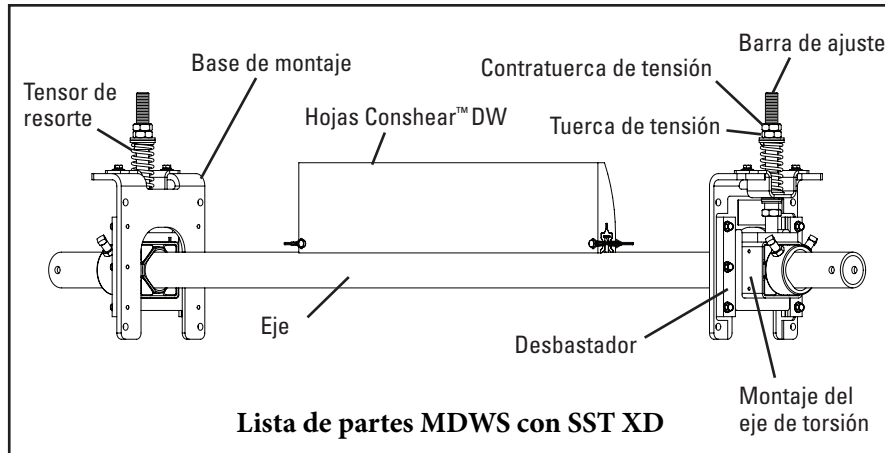 Barra de ajuste
Base de montaje
Contratuerca de tensión
Tensor de
resorte
Hojas Conshear™ DW
Tuerca de tensión
Eje
Desbastador
Montaje del
eje de torsión
Lista de partes MDWS con SST XD